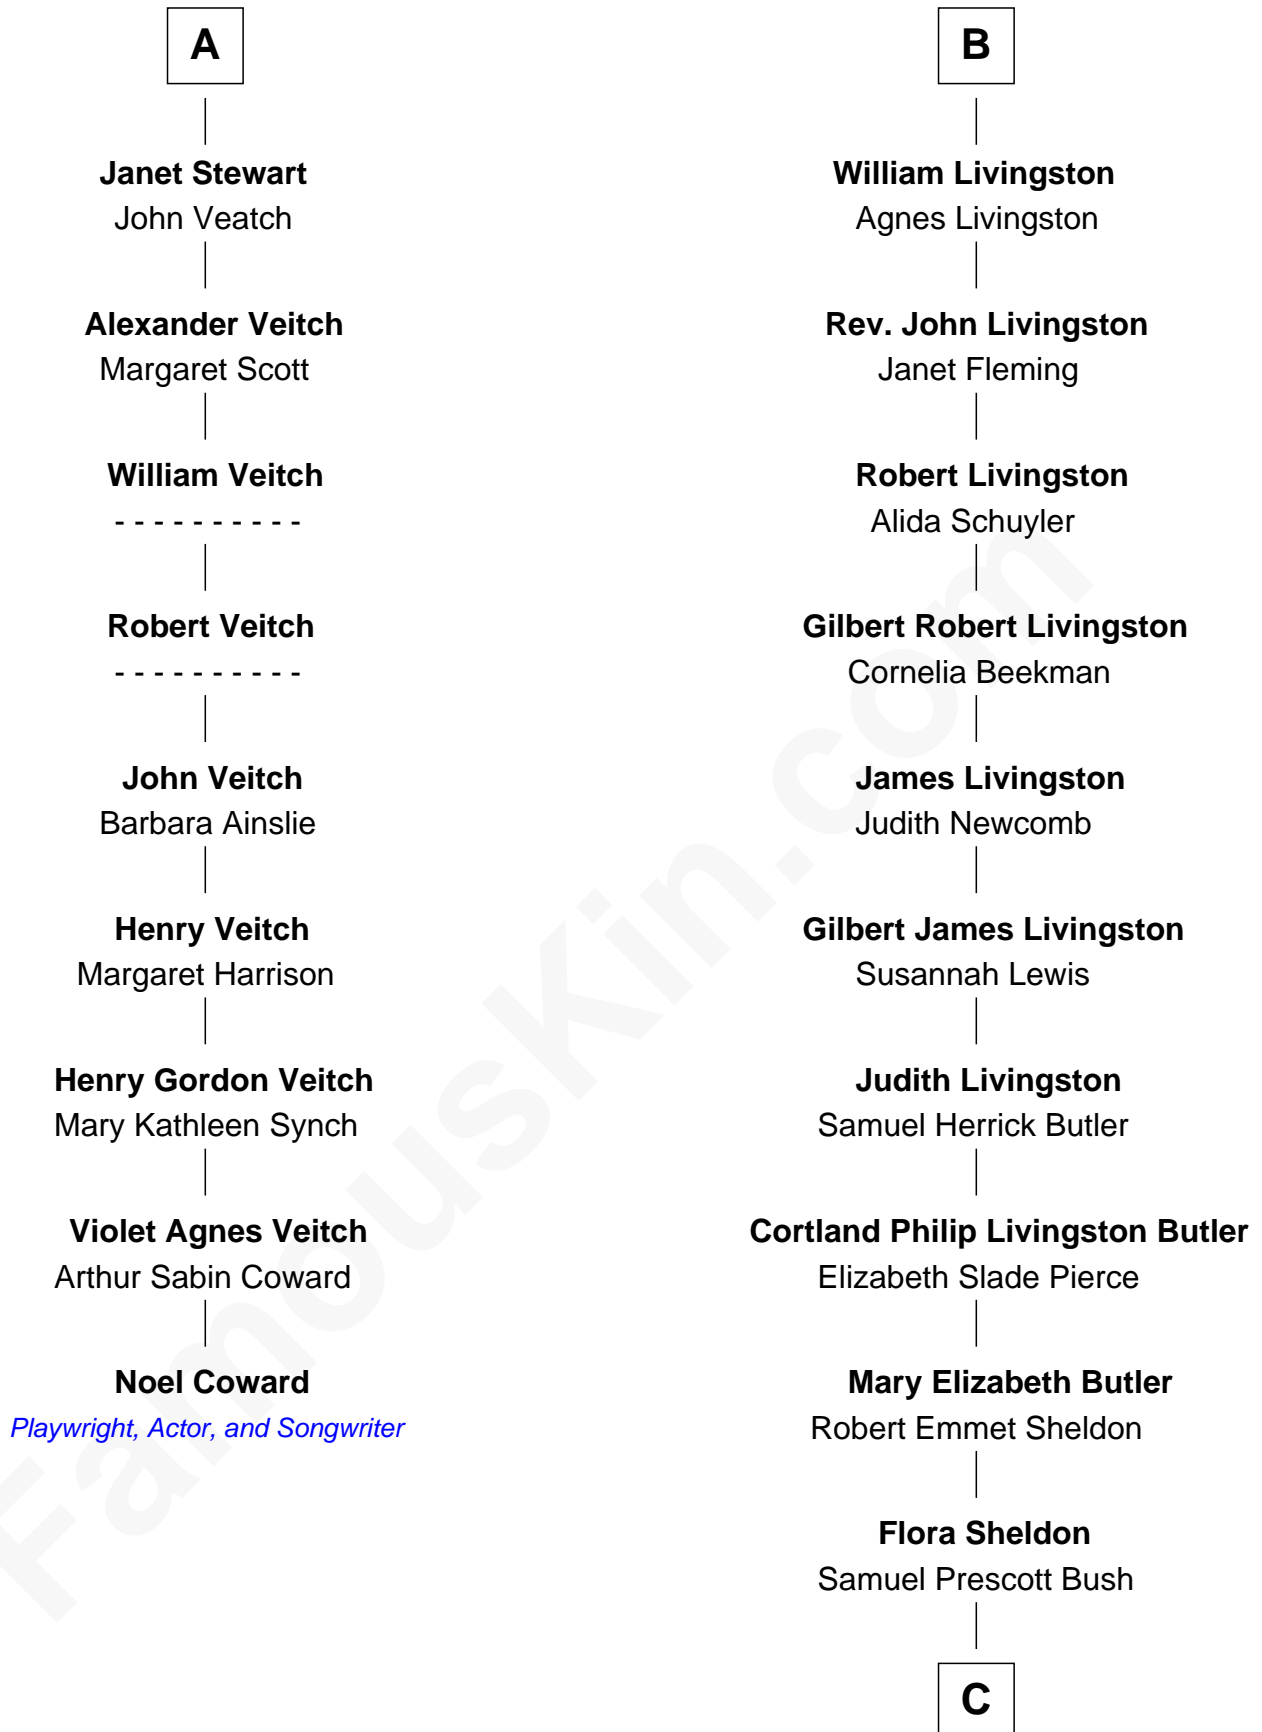 A
Janet Stewart
John Veatch
Alexander Veitch
Margaret Scott
William Veitch
- - - - - - - - - -
Robert Veitch
- - - - - - - - - -
John Veitch
Barbara Ainslie
Henry Veitch
Margaret Harrison
Henry Gordon Veitch
Mary Kathleen Synch
Violet Agnes Veitch
Arthur Sabin Coward
Noel Coward
Playwright, Actor, and Songwriter
B
William Livingston
Agnes Livingston
Rev. John Livingston
Janet Fleming
Robert Livingston
Alida Schuyler
Gilbert Robert Livingston
Cornelia Beekman
James Livingston
Judith Newcomb
Gilbert James Livingston
Susannah Lewis
Judith Livingston
Samuel Herrick Butler
Cortland Philip Livingston Butler
Elizabeth Slade Pierce
Mary Elizabeth Butler
Robert Emmet Sheldon
Flora Sheldon
Samuel Prescott Bush
C
FamousKin.com